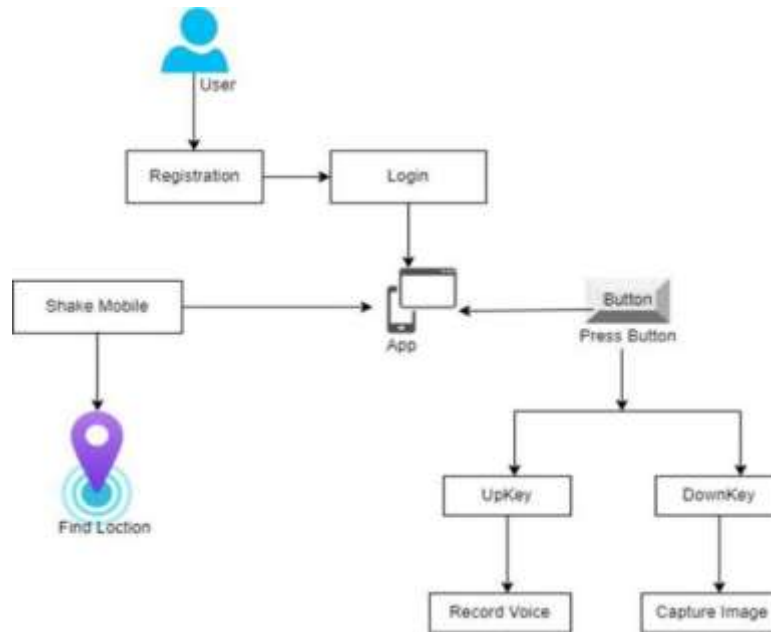 User
Registration
Login
Shake Mobile
Button
App
Press Button
Find Loction
UpKey
DownKey
Record Voice
Capture Image